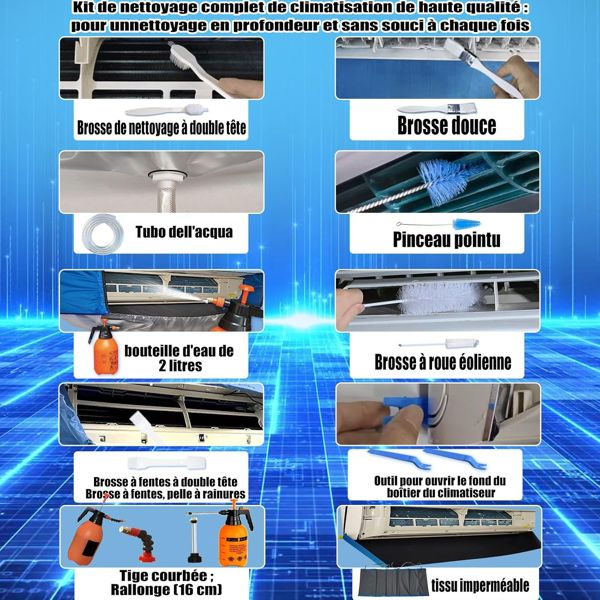 Kit de nettoyage complet de climatisation de haute qualité :
pour unnettoyage en profondeur et sans souci à chaque fois
Brosse de nettoyage à double tête
Brosse douce
Tubo dell'acqua
Pinceau pointu
bouteille d'eau de
2 litres
Brosse à roue éolienne
Brosse à fentes à double tête
Brosse à fentes, pelle à rainures
Outil pour ouvrir le fond du
boîtier du climatiseur
Tige courbée ;
Rallonge (16 cm)
tissu imperméable